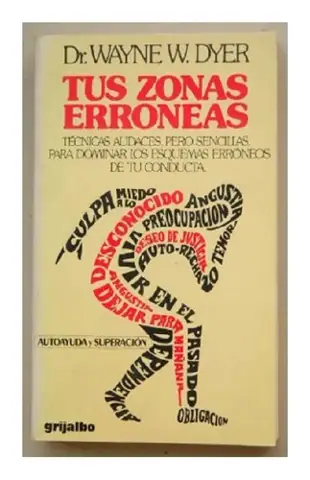 Dr. WAYNE W. DYER
TUS ZONAS
ERRONEAS
TÉCNICAS AUDACES, PERO SENCILLAS,
PARA DOMINAR LOS ESQUEMAS ERRÓNEOS
DE TU CONDUCTA.
CULPA
MIEDO
A LO
DESCONOCIDO
ANGUSTIA
PREOCUPACION
TEMOR
DESEO DE JUSTICIA
AUTO-RECHAZO
VIVIR EN EL PASADO
ANGUSTIA
DEJAR PARA MAÑANA
DEPENDENCIA
OBLIGACION
AUTOAYUDA Y SUPERACIÓN
grijalbo